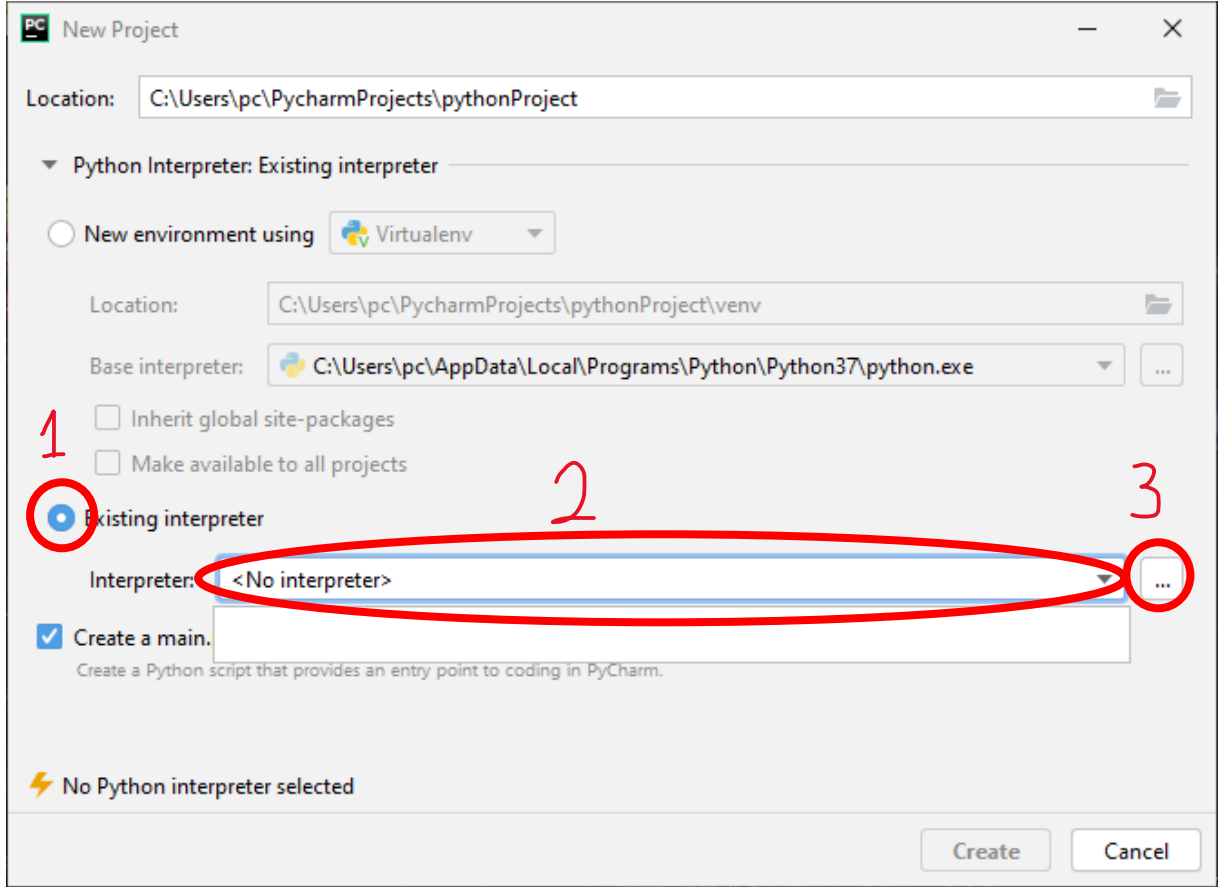 PC New Project
Location: C:\Users\pc\PycharmProjects\pythonProject
Python Interpreter: Existing interpreter
New environment using Virtualenv
Location: C:\Users\pc\PycharmProjects\pythonProject\venv
Base interpreter: C:\Users\pc\AppData\Local\Programs\Python\Python37\python.exe ...
Inherit global site-packages
1
Make available to all projects
2
3
Existing interpreter
Interpreter: <No interpreter> ...
Create a main.
Create a Python script that provides an entry point to coding in PyCharm.
No Python interpreter selected
Create Cancel